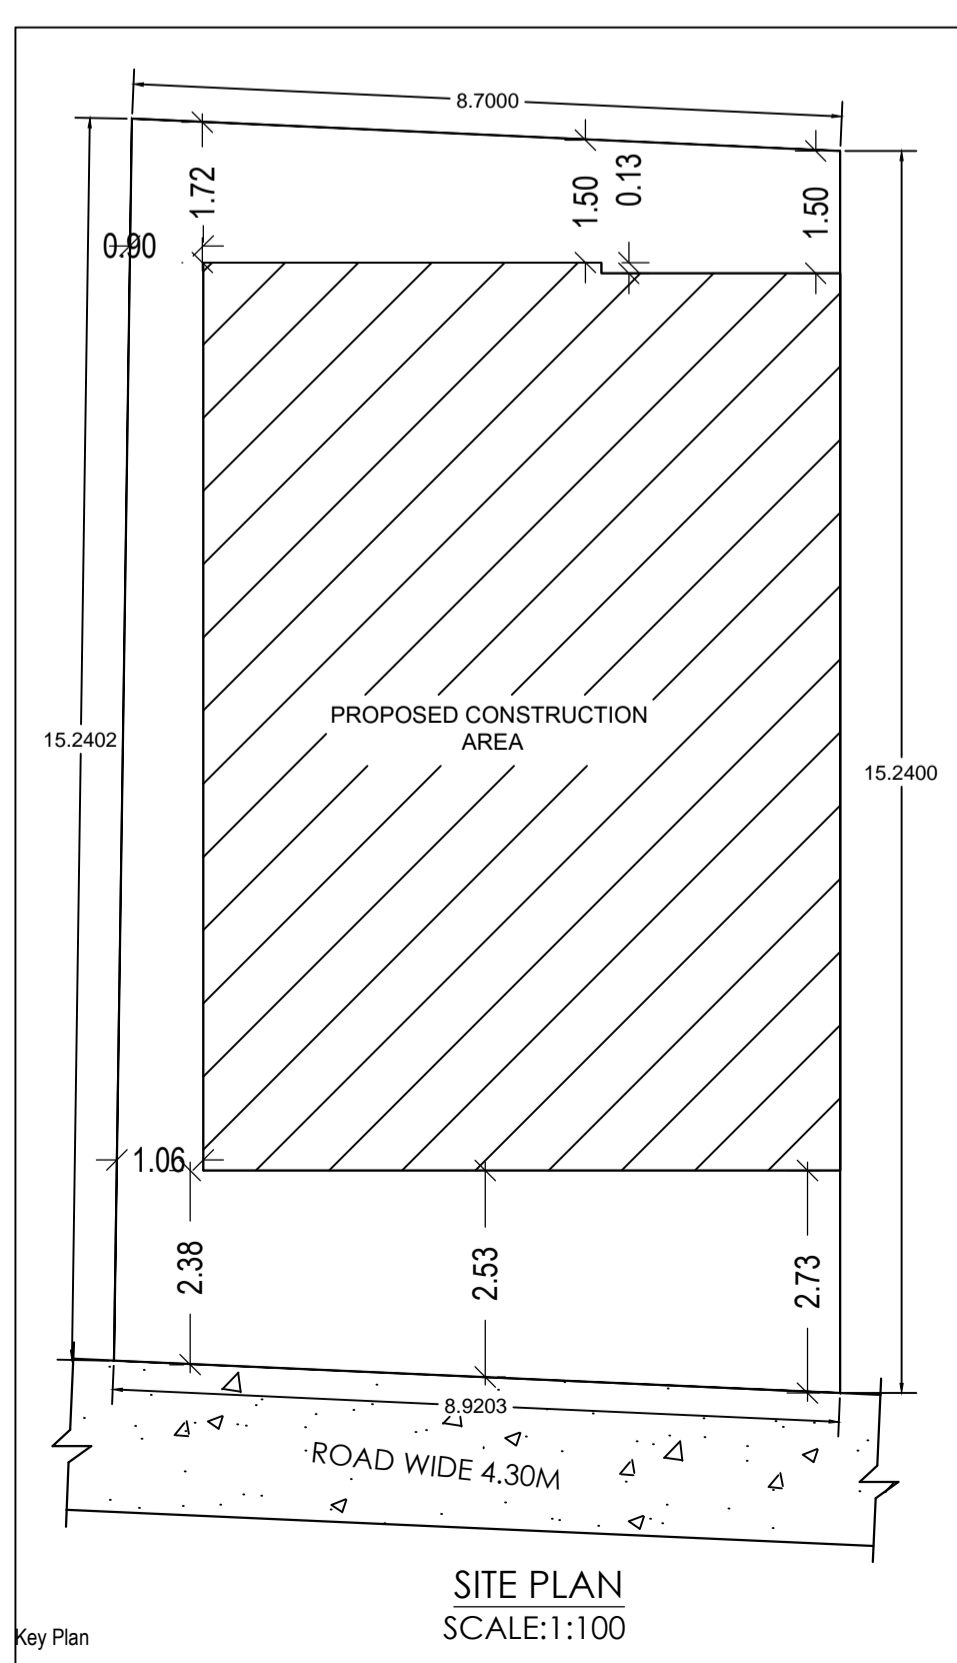 8.7000
1.72
1.50
0.13
1.50
0.90
PROPOSED CONSTRUCTION
AREA
15.2402
15.2400
1.06
2.38
2.53
2.73
8.9203
ROAD WIDE 4.30M
SITE PLAN
SCALE:1:100
Key Plan